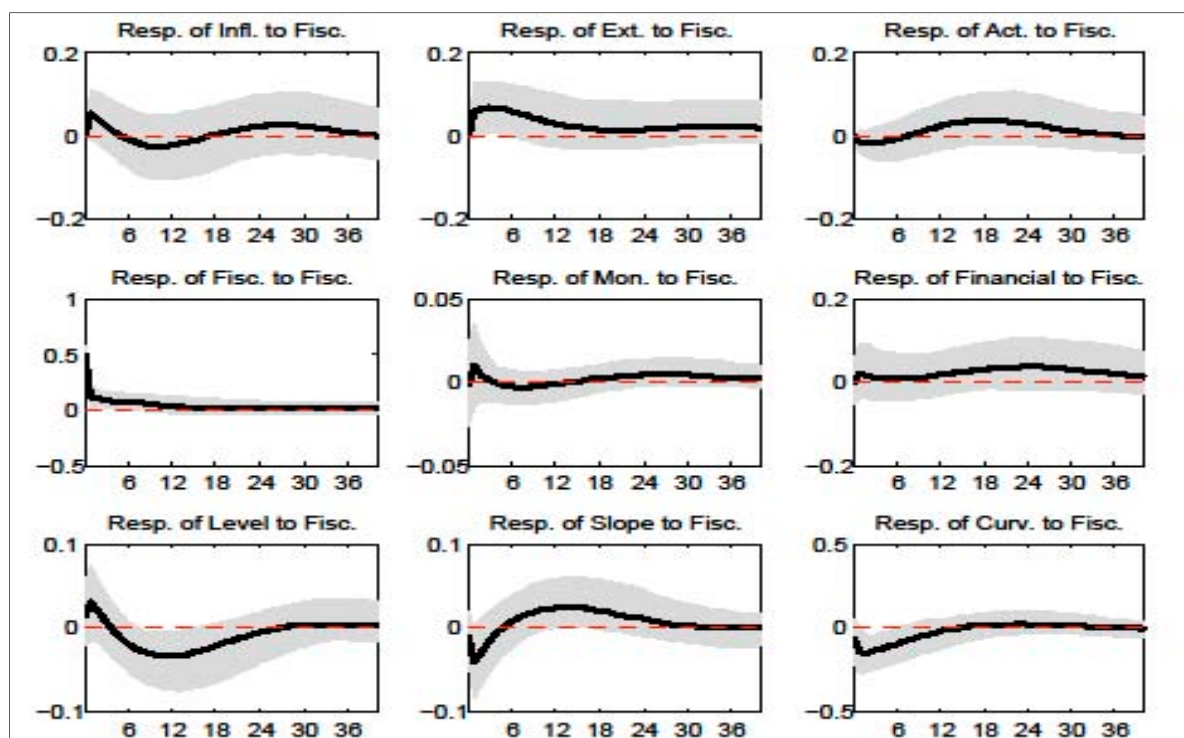 Resp. of Infl. to Fisc. Resp. of Ext. to Fisc. Resp. of Act. to Fisc.
0.2 0.2 0.2
0 0 0
−0.2 −0.2 −0.2
6 12 18 24 30 36 6 12 18 24 30 36 6 12 18 24 30 36
Resp. of Fisc. to Fisc. Resp. of Mon. to Fisc. Resp. of Financial to Fisc.
1 0.05 0.2
0.5
0 0 0
−0.5 −0.05 −0.2
6 12 18 24 30 36 6 12 18 24 30 36 6 12 18 24 30 36
Resp. of Level to Fisc. Resp. of Slope to Fisc. Resp. of Curv. to Fisc.
0.1 0.1 0.5
0 0 0
−0.1 −0.1 −0.5
6 12 18 24 30 36 6 12 18 24 30 36 6 12 18 24 30 36